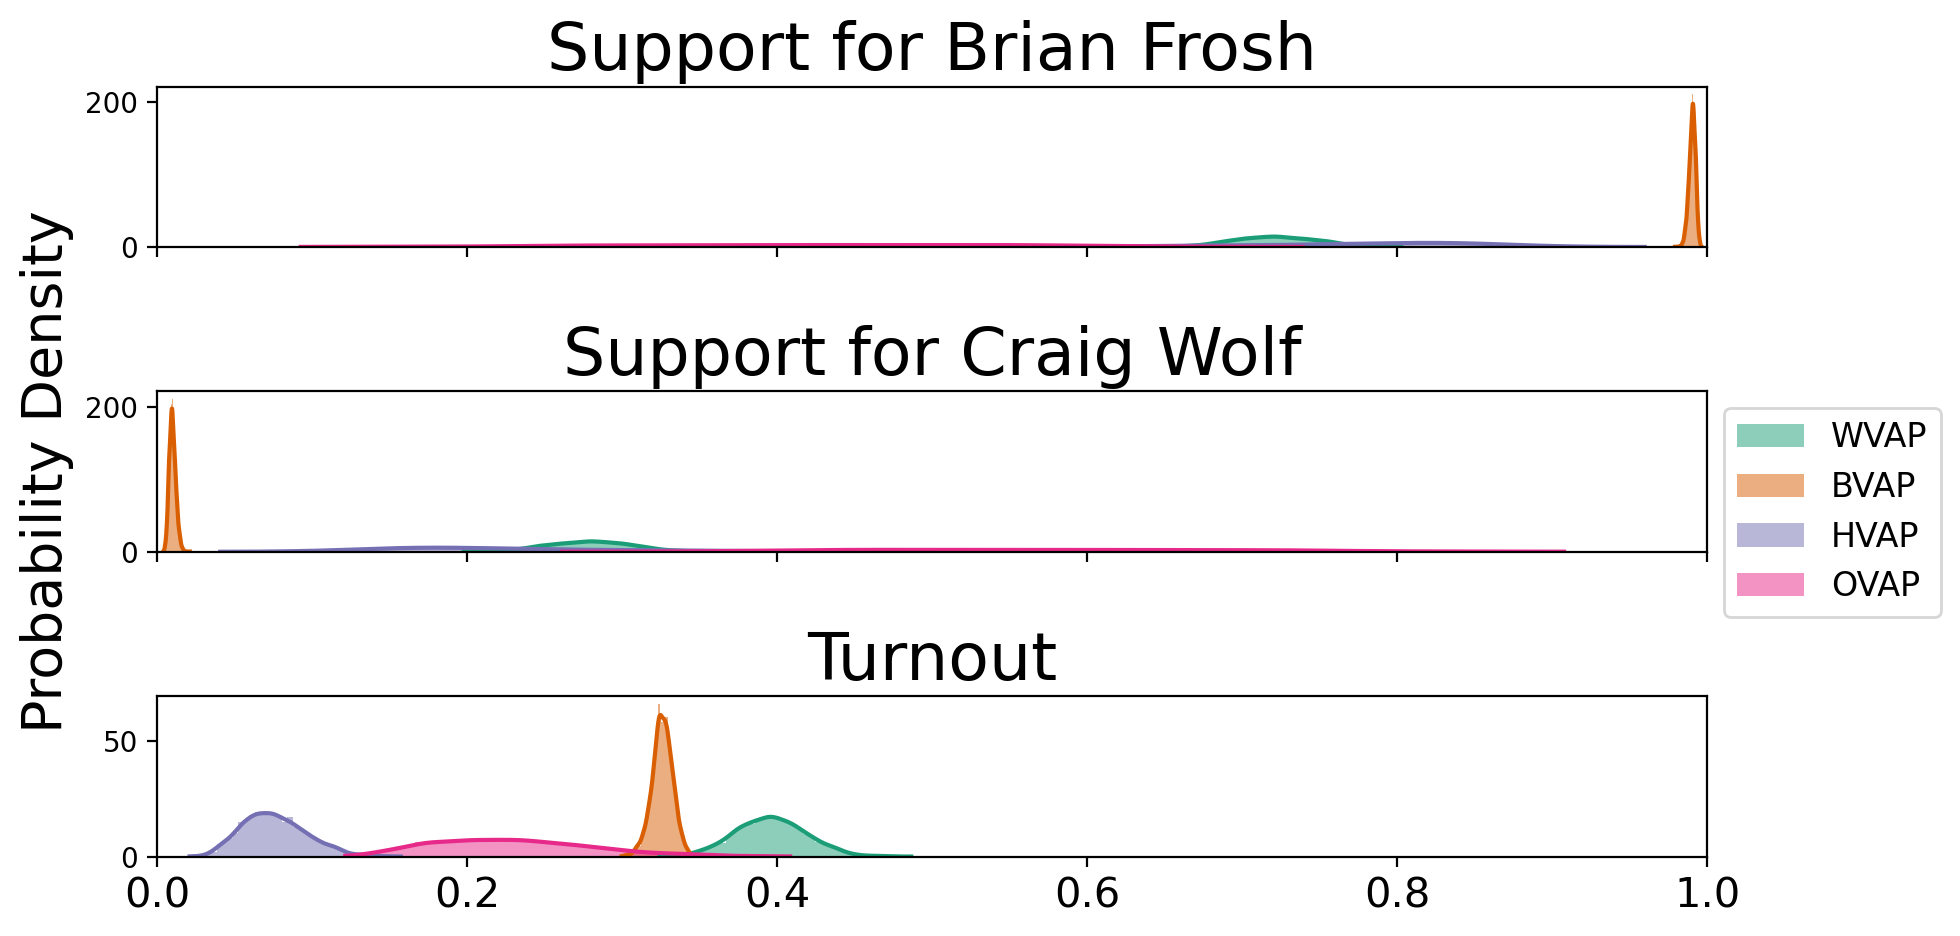 Support for Brian Frosh
200
0
Support for Craig Wolf
200
0
Probability Density
WVAP
BVAP
HVAP
OVAP
Turnout
50
0
0.0 0.2 0.4 0.6 0.8 1.0